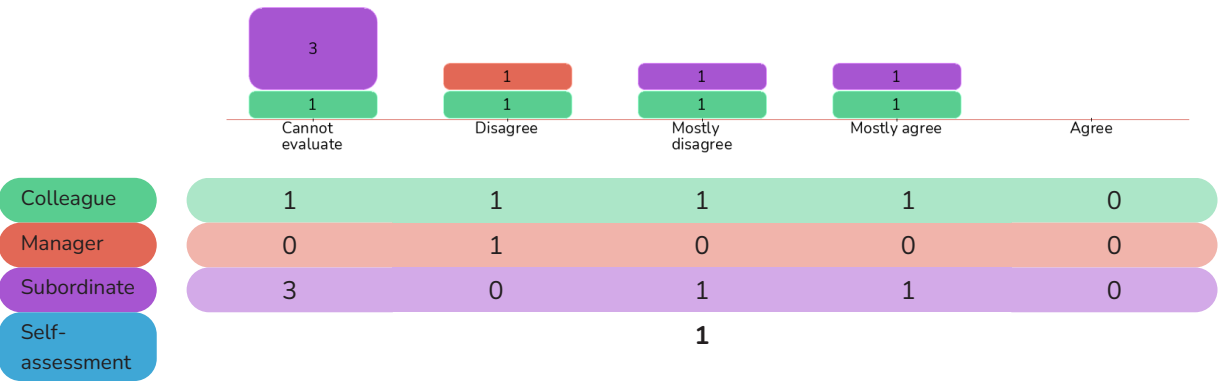 3
1
1
1
1
1
1
1
Cannot
evaluate
Disagree
Mostly
disagree
Mostly agree
Agree
Colleague 1 1 1 1 0
Manager 0 1 0 0 0
Subordinate 3 0 1 1 0
Self-
assessment
1